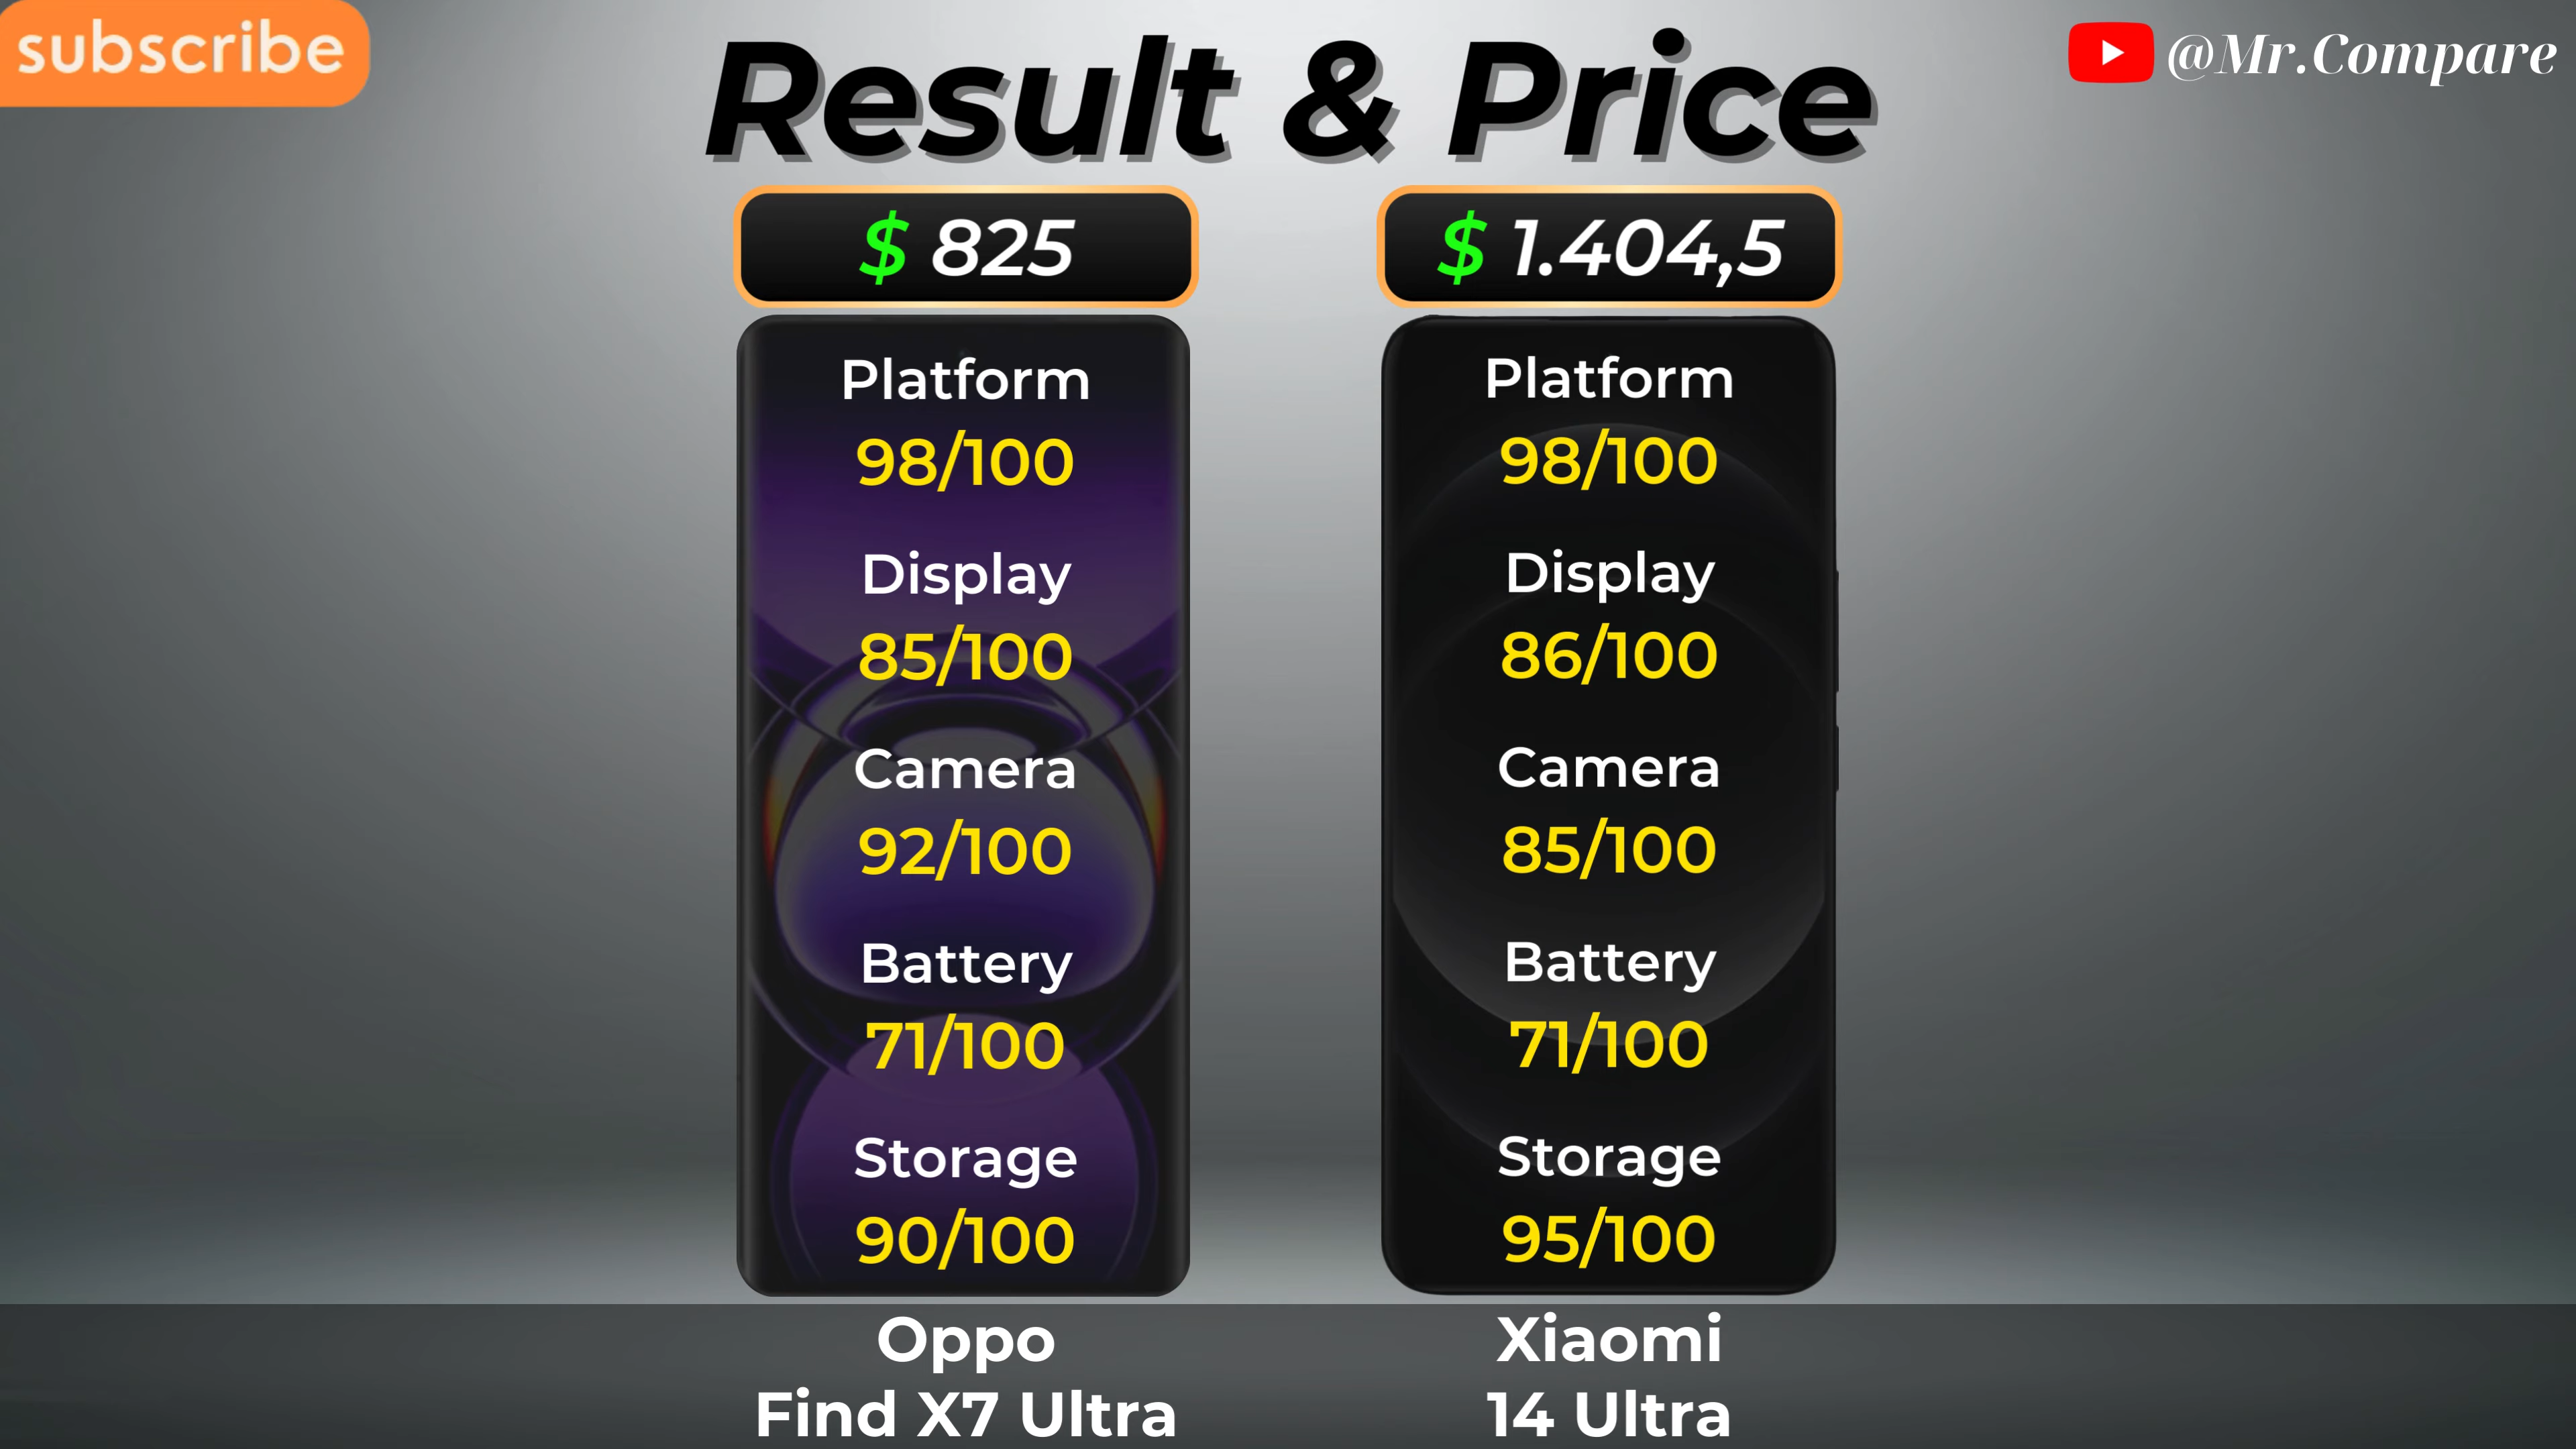 subscribe
Result & Price
@Mr.Compare
$ 825
$ 1.404,5
Platform
98/100
Display
85/100
Camera
92/100
Battery
71/100
Storage
90/100
Platform
98/100
Display
86/100
Camera
85/100
Battery
71/100
Storage
95/100
Oppo
Find X7 Ultra
Xiaomi
14 Ultra